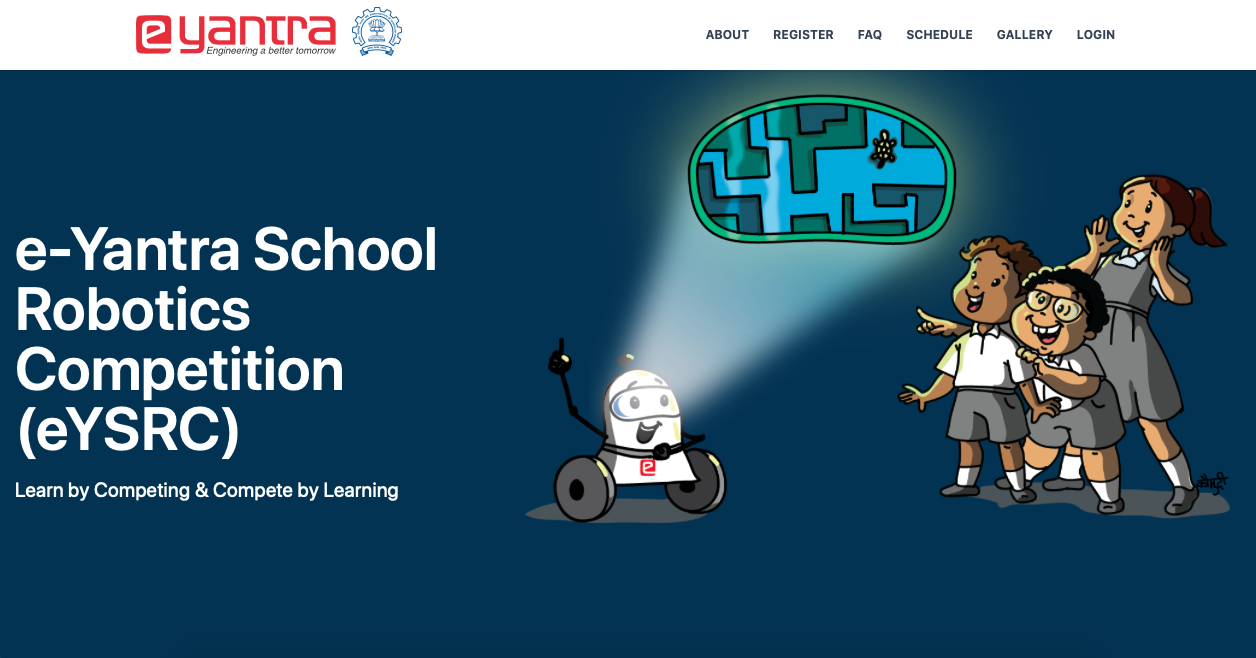 e yantra
Engineering a better tomorrow
ABOUT REGISTER FAQ SCHEDULE GALLERY LOGIN
e-Yantra School
Robotics
Competition
(eYSRC)
Learn by Competing & Compete by Learning
e